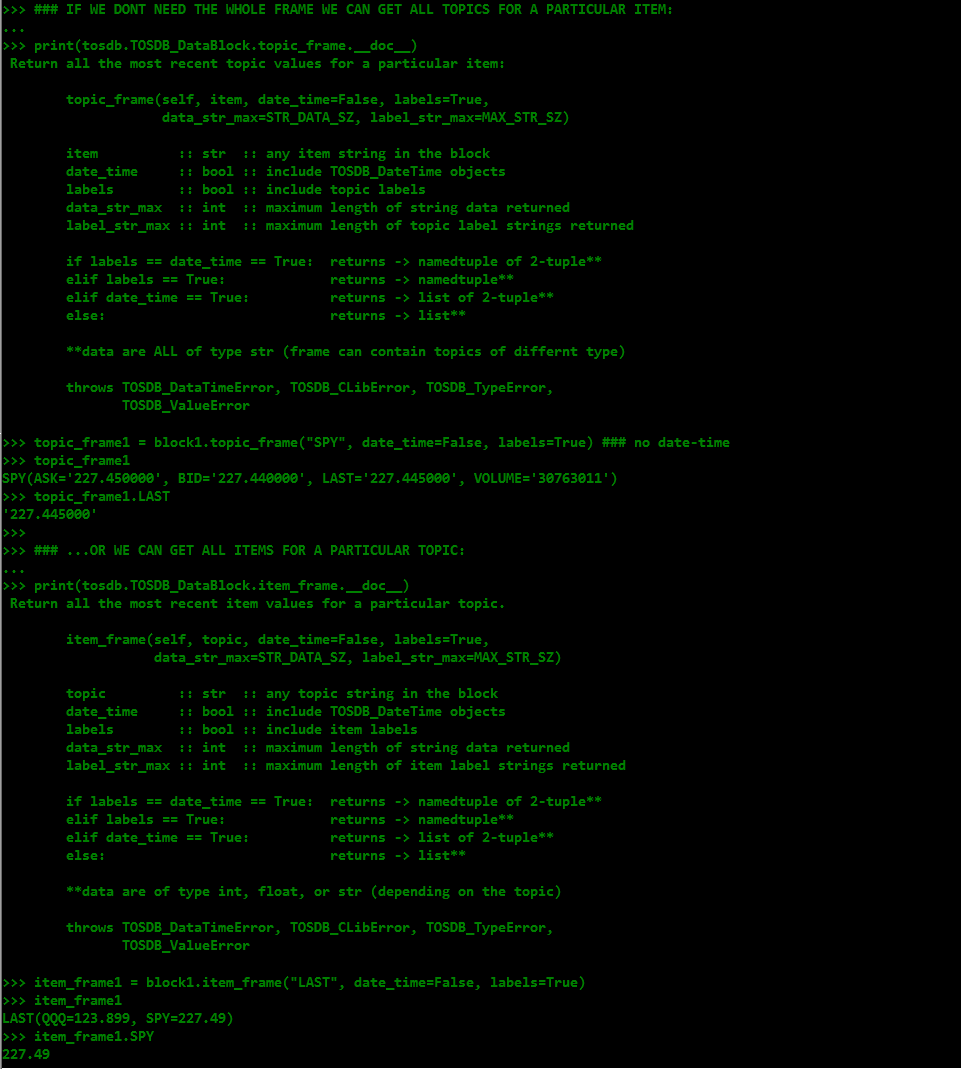 >>> ### IF WE DONT NEED THE WHOLE FRAME WE CAN GET ALL TOPICS FOR A PARTICULAR ITEM:
...
>>> print(tosdb.TOSDB_DataBlock.topic_frame.__doc__)
 Return all the most recent topic values for a particular item:

        topic_frame(self, item, date_time=False, labels=True,
                    data_str_max=STR_DATA_SZ, label_str_max=MAX_STR_SZ)

        item          :: str  :: any item string in the block
        date_time     :: bool :: include TOSDB_DateTime objects
        labels        :: bool :: include topic labels
        data_str_max  :: int  :: maximum length of string data returned
        label_str_max :: int  :: maximum length of topic label strings returned

        if labels == date_time == True:  returns -> namedtuple of 2-tuple**
        elif labels == True:             returns -> namedtuple**
        elif date_time == True:          returns -> list of 2-tuple**
        else:                            returns -> list**

        **data are ALL of type str (frame can contain topics of differnt type)

        throws TOSDB_DataTimeError, TOSDB_CLibError, TOSDB_TypeError,
               TOSDB_ValueError

>>> topic_frame1 = block1.topic_frame("SPY", date_time=False, labels=True) ### no date-time
>>> topic_frame1
SPY(ASK='227.450000', BID='227.440000', LAST='227.445000', VOLUME='30763011')
>>> topic_frame1.LAST
'227.445000'
>>>
>>> ### ...OR WE CAN GET ALL ITEMS FOR A PARTICULAR TOPIC:
...
>>> print(tosdb.TOSDB_DataBlock.item_frame.__doc__)
 Return all the most recent item values for a particular topic.

        item_frame(self, topic, date_time=False, labels=True,
                   data_str_max=STR_DATA_SZ, label_str_max=MAX_STR_SZ)

        topic         :: str  :: any topic string in the block
        date_time     :: bool :: include TOSDB_DateTime objects
        labels        :: bool :: include item labels
        data_str_max  :: int  :: maximum length of string data returned
        label_str_max :: int  :: maximum length of item label strings returned

        if labels == date_time == True:  returns -> namedtuple of 2-tuple**
        elif labels == True:             returns -> namedtuple**
        elif date_time == True:          returns -> list of 2-tuple**
        else:                            returns -> list**

        **data are of type int, float, or str (depending on the topic)

        throws TOSDB_DataTimeError, TOSDB_CLibError, TOSDB_TypeError,
               TOSDB_ValueError

>>> item_frame1 = block1.item_frame("LAST", date_time=False, labels=True)
>>> item_frame1
LAST(QQQ=123.899, SPY=227.49)
>>> item_frame1.SPY
227.49